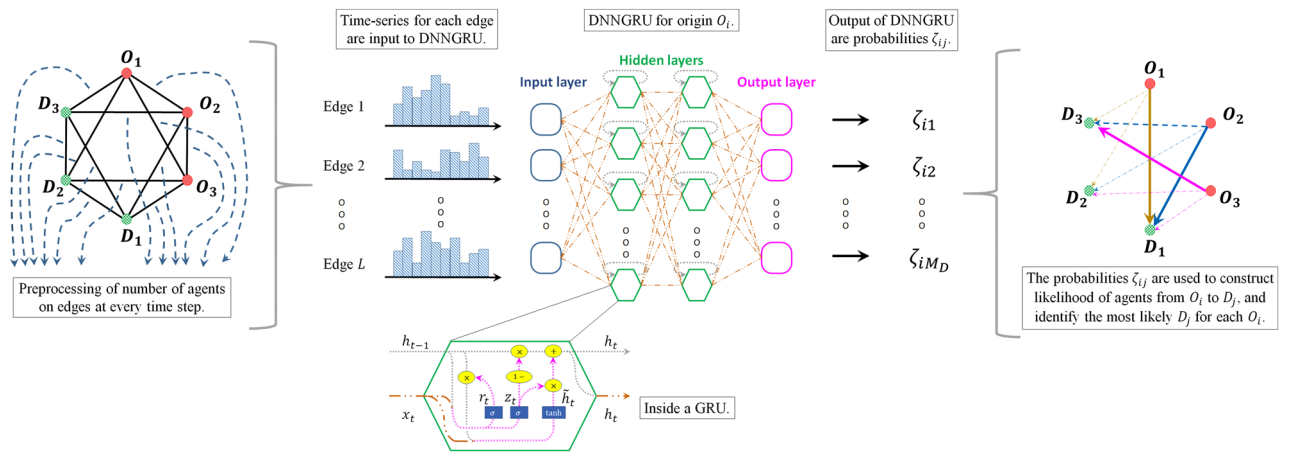 O₁
O₂
D₃
D₂
O₃
D₁
Preprocessing of number of agents
on edges at every time step.
Time-series for each edge
are input to DNNGRU.
Edge 1
Edge 2
Edge L
DNNGRU for origin Oᵢ.
Hidden layers
Input layer
Output layer
Output of DNNGRU
are probabilities ζᵢⱼ.
ζᵢ₁
ζᵢ₂
ζ_{iM_D}
O₁
D₃
O₂
D₂
O₃
D₁
The probabilities ζᵢⱼ are used to construct
likelihood of agents from Oᵢ to Dⱼ, and
identify the most likely Dⱼ for each Oᵢ.
hₜ₋₁
hₜ
×
+
×
1−
×
rₜ
zₜ
h̃ₜ
xₜ
σ
σ
tanh
hₜ
Inside a GRU.